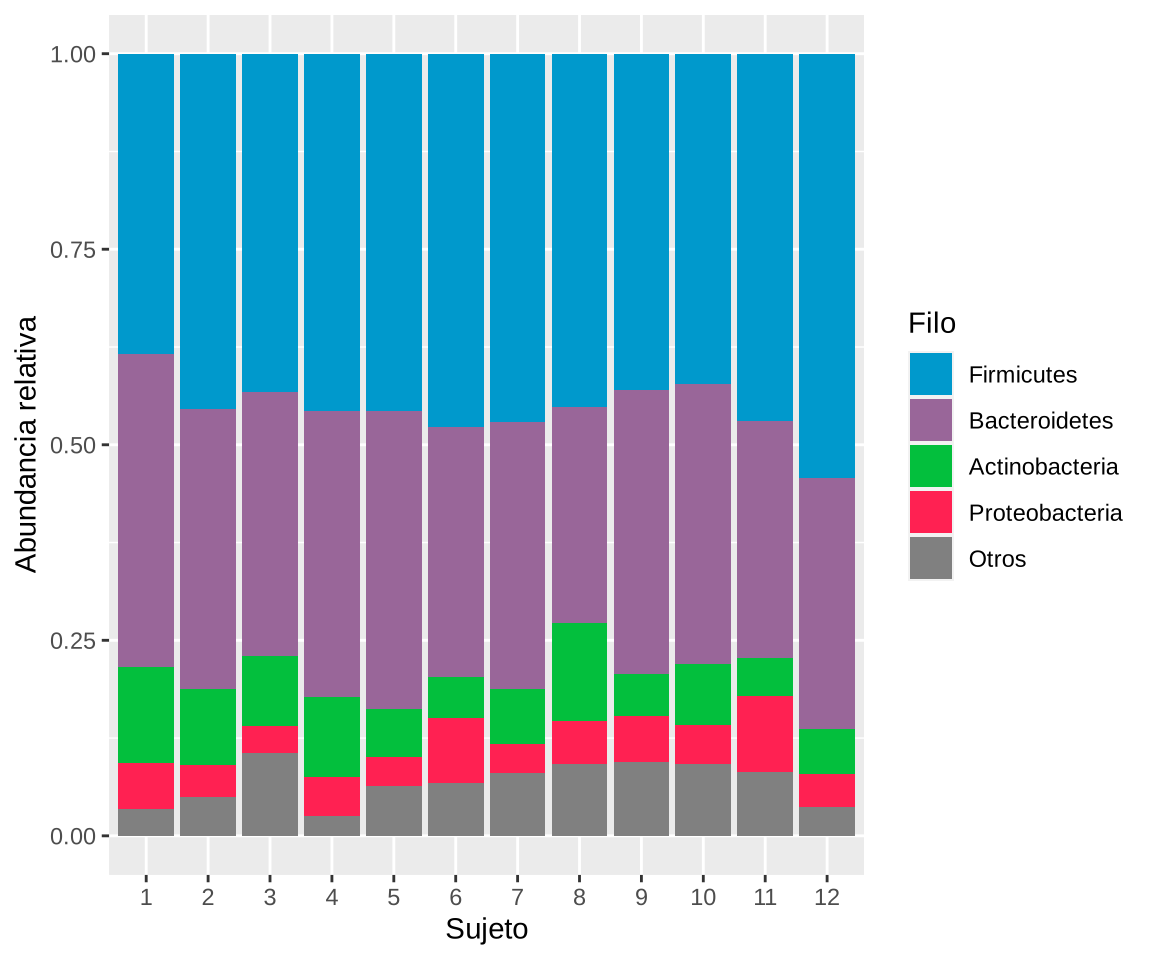 Abundancia relativa
1.00
0.75
0.50
0.25
0.00
1 2 3 4 5 6 7 8 9 10 11 12
Sujeto
Filo
Firmicutes
Bacteroidetes
Actinobacteria
Proteobacteria
Otros